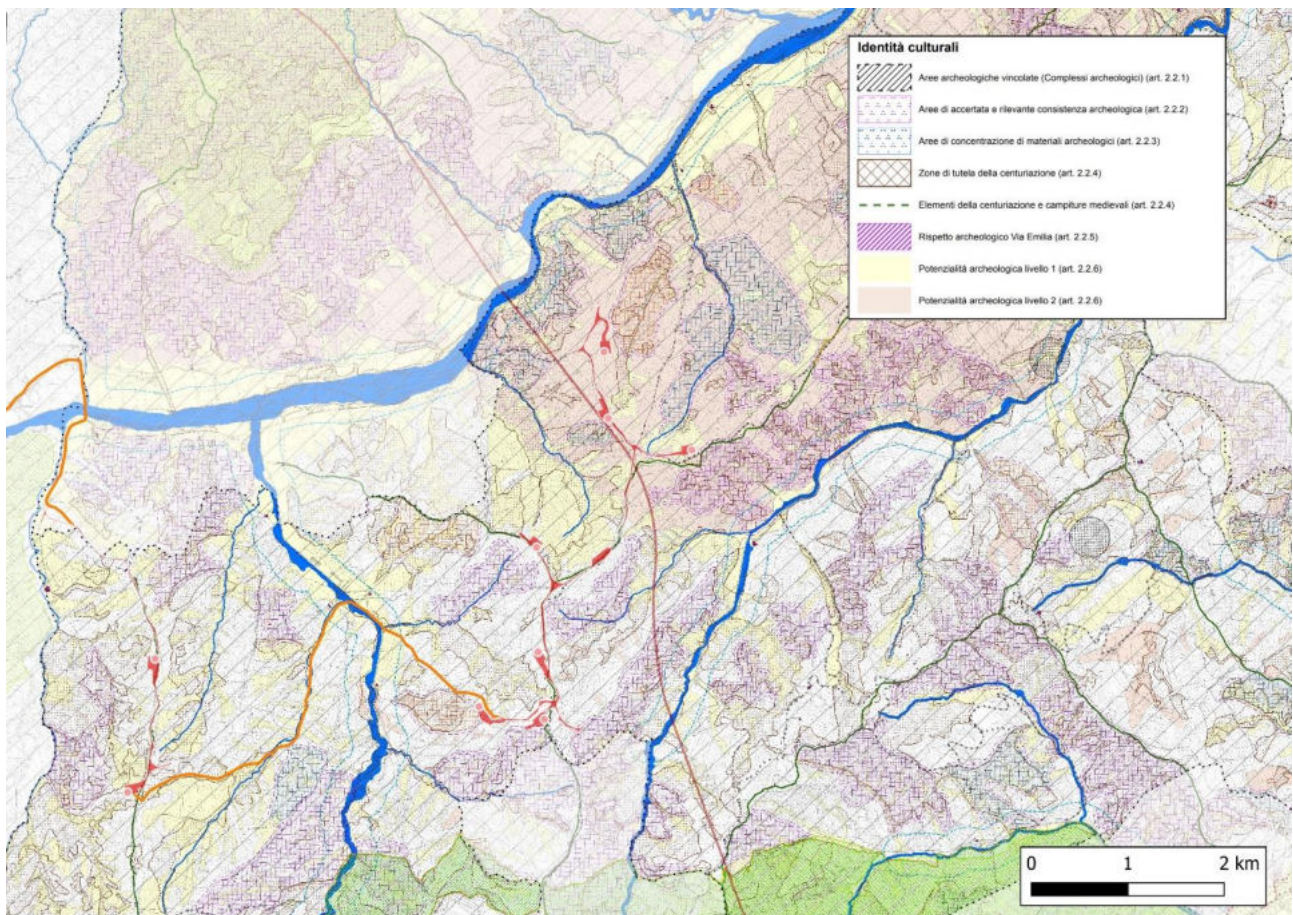 Identità culturali
Aree archeologiche vincolate (Complessi archeologici) (art. 2.2.1)
Aree di accertata e rilevante consistenza archeologica (art. 2.2.2)
Aree di concentrazione di materiali archeologici (art. 2.2.3)
Zone di tutela della centuriazione (art. 2.2.4)
Elementi della centuriazione e campiture medievali (art. 2.2.4)
Rispetto archeologico Via Emilia (art. 2.2.5)
Potenzialità archeologica livello 1 (art. 2.2.6)
Potenzialità archeologica livello 2 (art. 2.2.6)
0 1 2 km